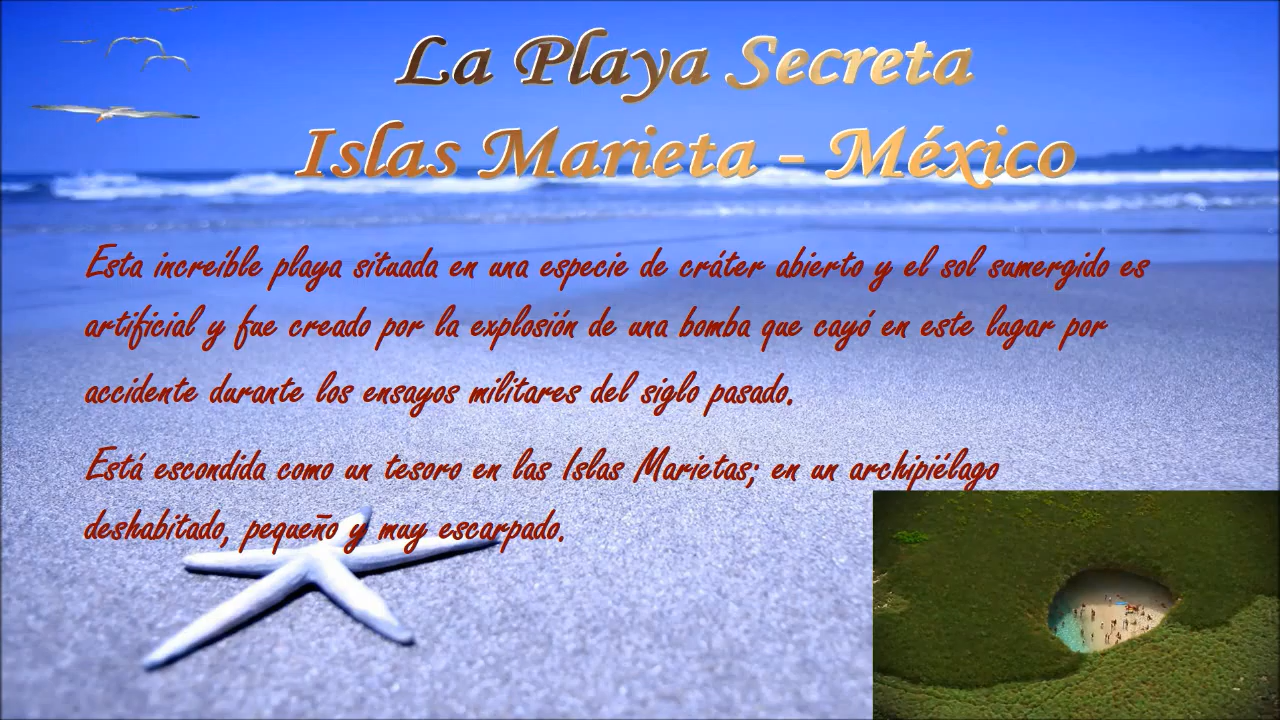 La Playa Secreta
Islas Marieta - México
Esta increible playa situada en una especie de cráter abierto y el sol sumergido es
artificial y fue creado por la explosión de una bomba que cayó en este lugar por
accidente durante los ensayos militares del siglo pasado.
Está escondida como un tesoro en las Islas Marietas; en un archipiélago
deshabitado, pequeño y muy escarpado.